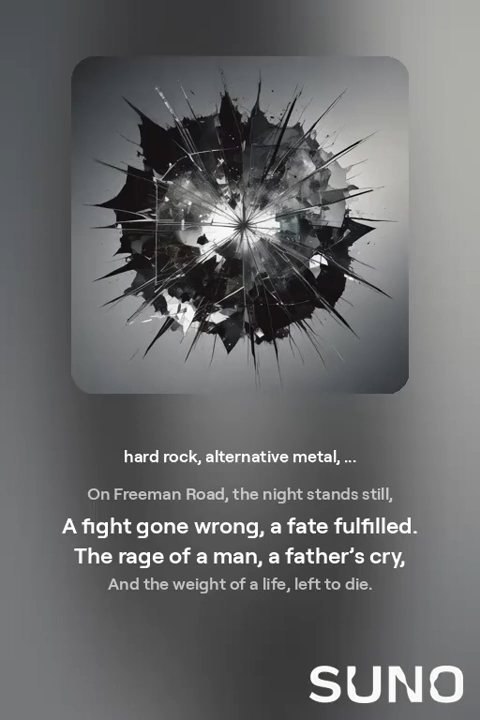 hard rock, alternative metal, ...
On Freeman Road, the night stands still,
A fight gone wrong, a fate fulfilled.
The rage of a man, a father’s cry,
And the weight of a life, left to die.
SUNO